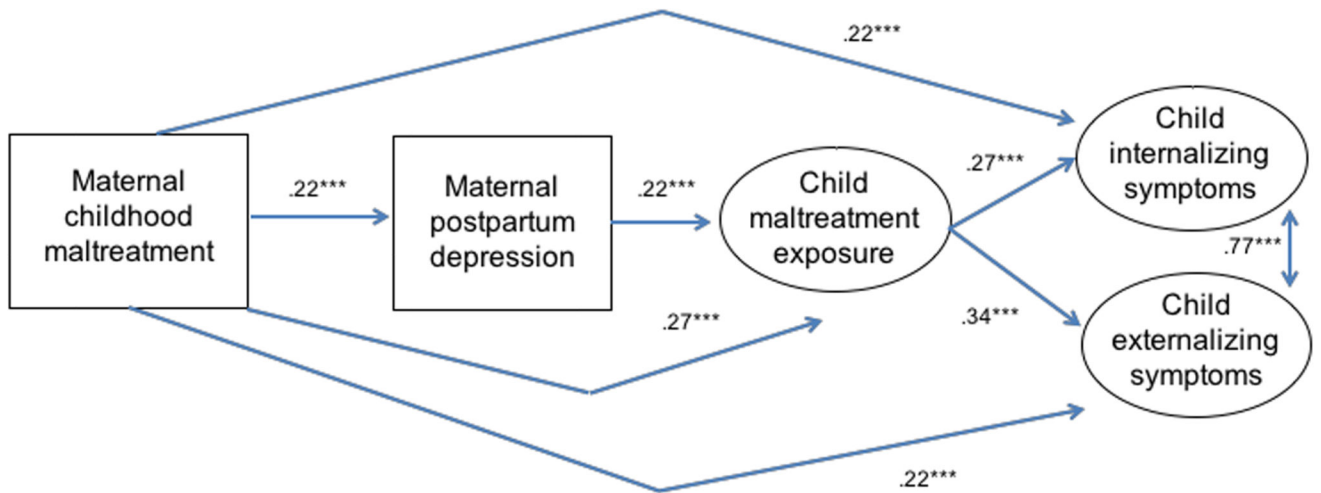 .22***
Maternal
childhood
maltreatment
.22***
Maternal
postpartum
depression
.22***
Child
maltreatment
exposure
.27***
Child
internalizing
symptoms
.77***
.27***
.34***
Child
externalizing
symptoms
.22***